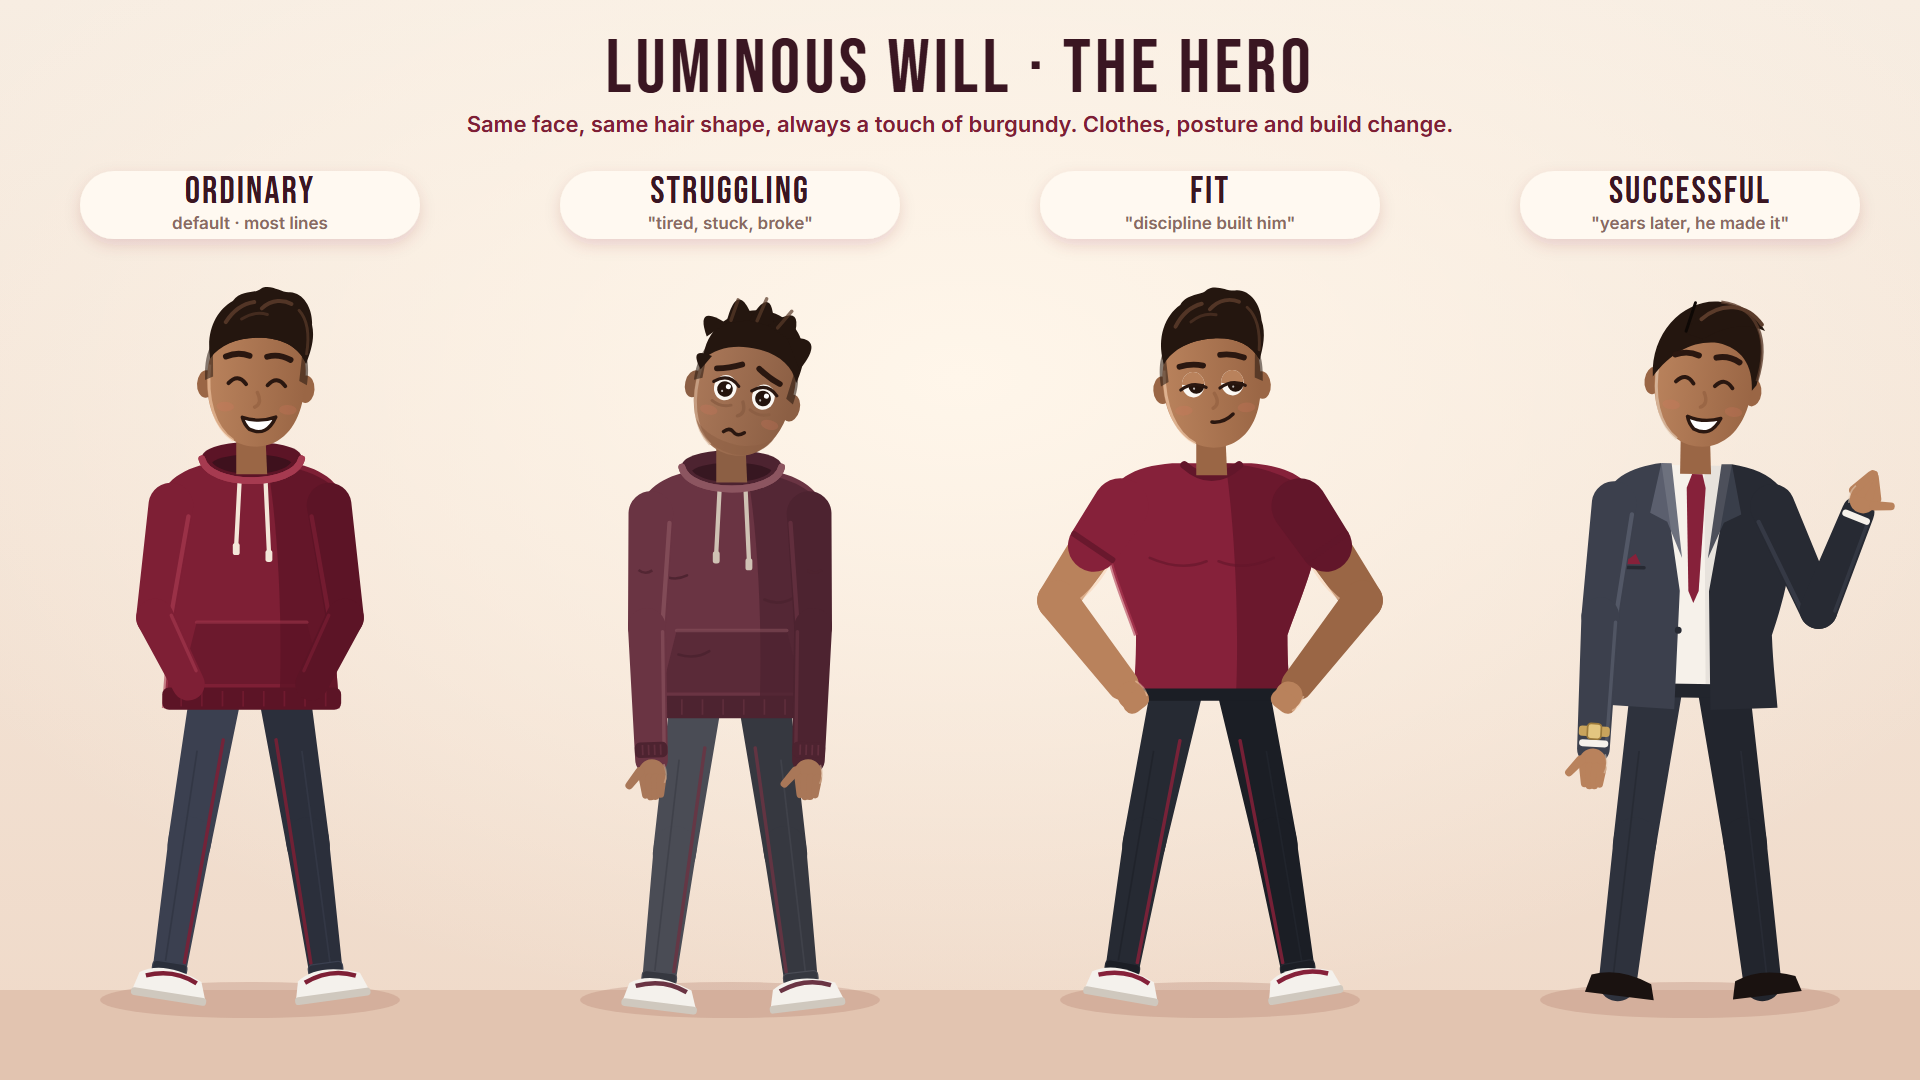 LUMINOUS WILL · THE HERO
Same face, same hair shape, always a touch of burgundy. Clothes, posture and build change.
ORDINARY
default · most lines
STRUGGLING
"tired, stuck, broke"
FIT
"discipline built him"
SUCCESSFUL
"years later, he made it"